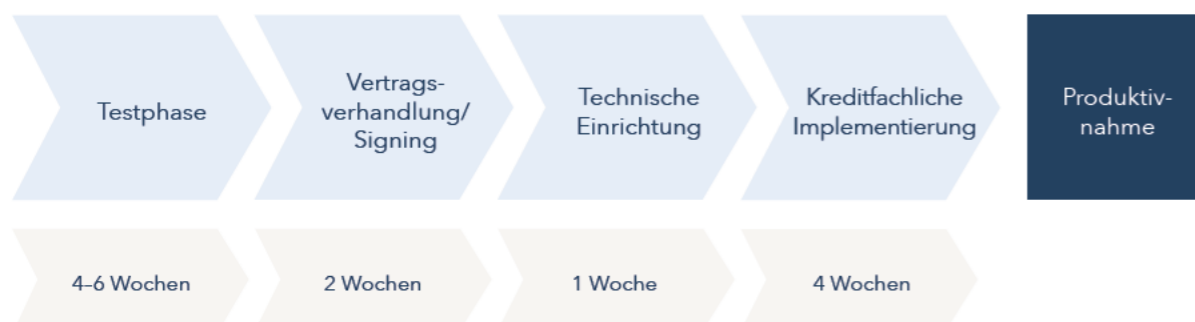 Testphase
Vertrags-
verhandlung/
Signing
Technische
Einrichtung
Kreditfachliche
Implementierung
Produktiv-
nahme
4–6 Wochen
2 Wochen
1 Woche
4 Wochen